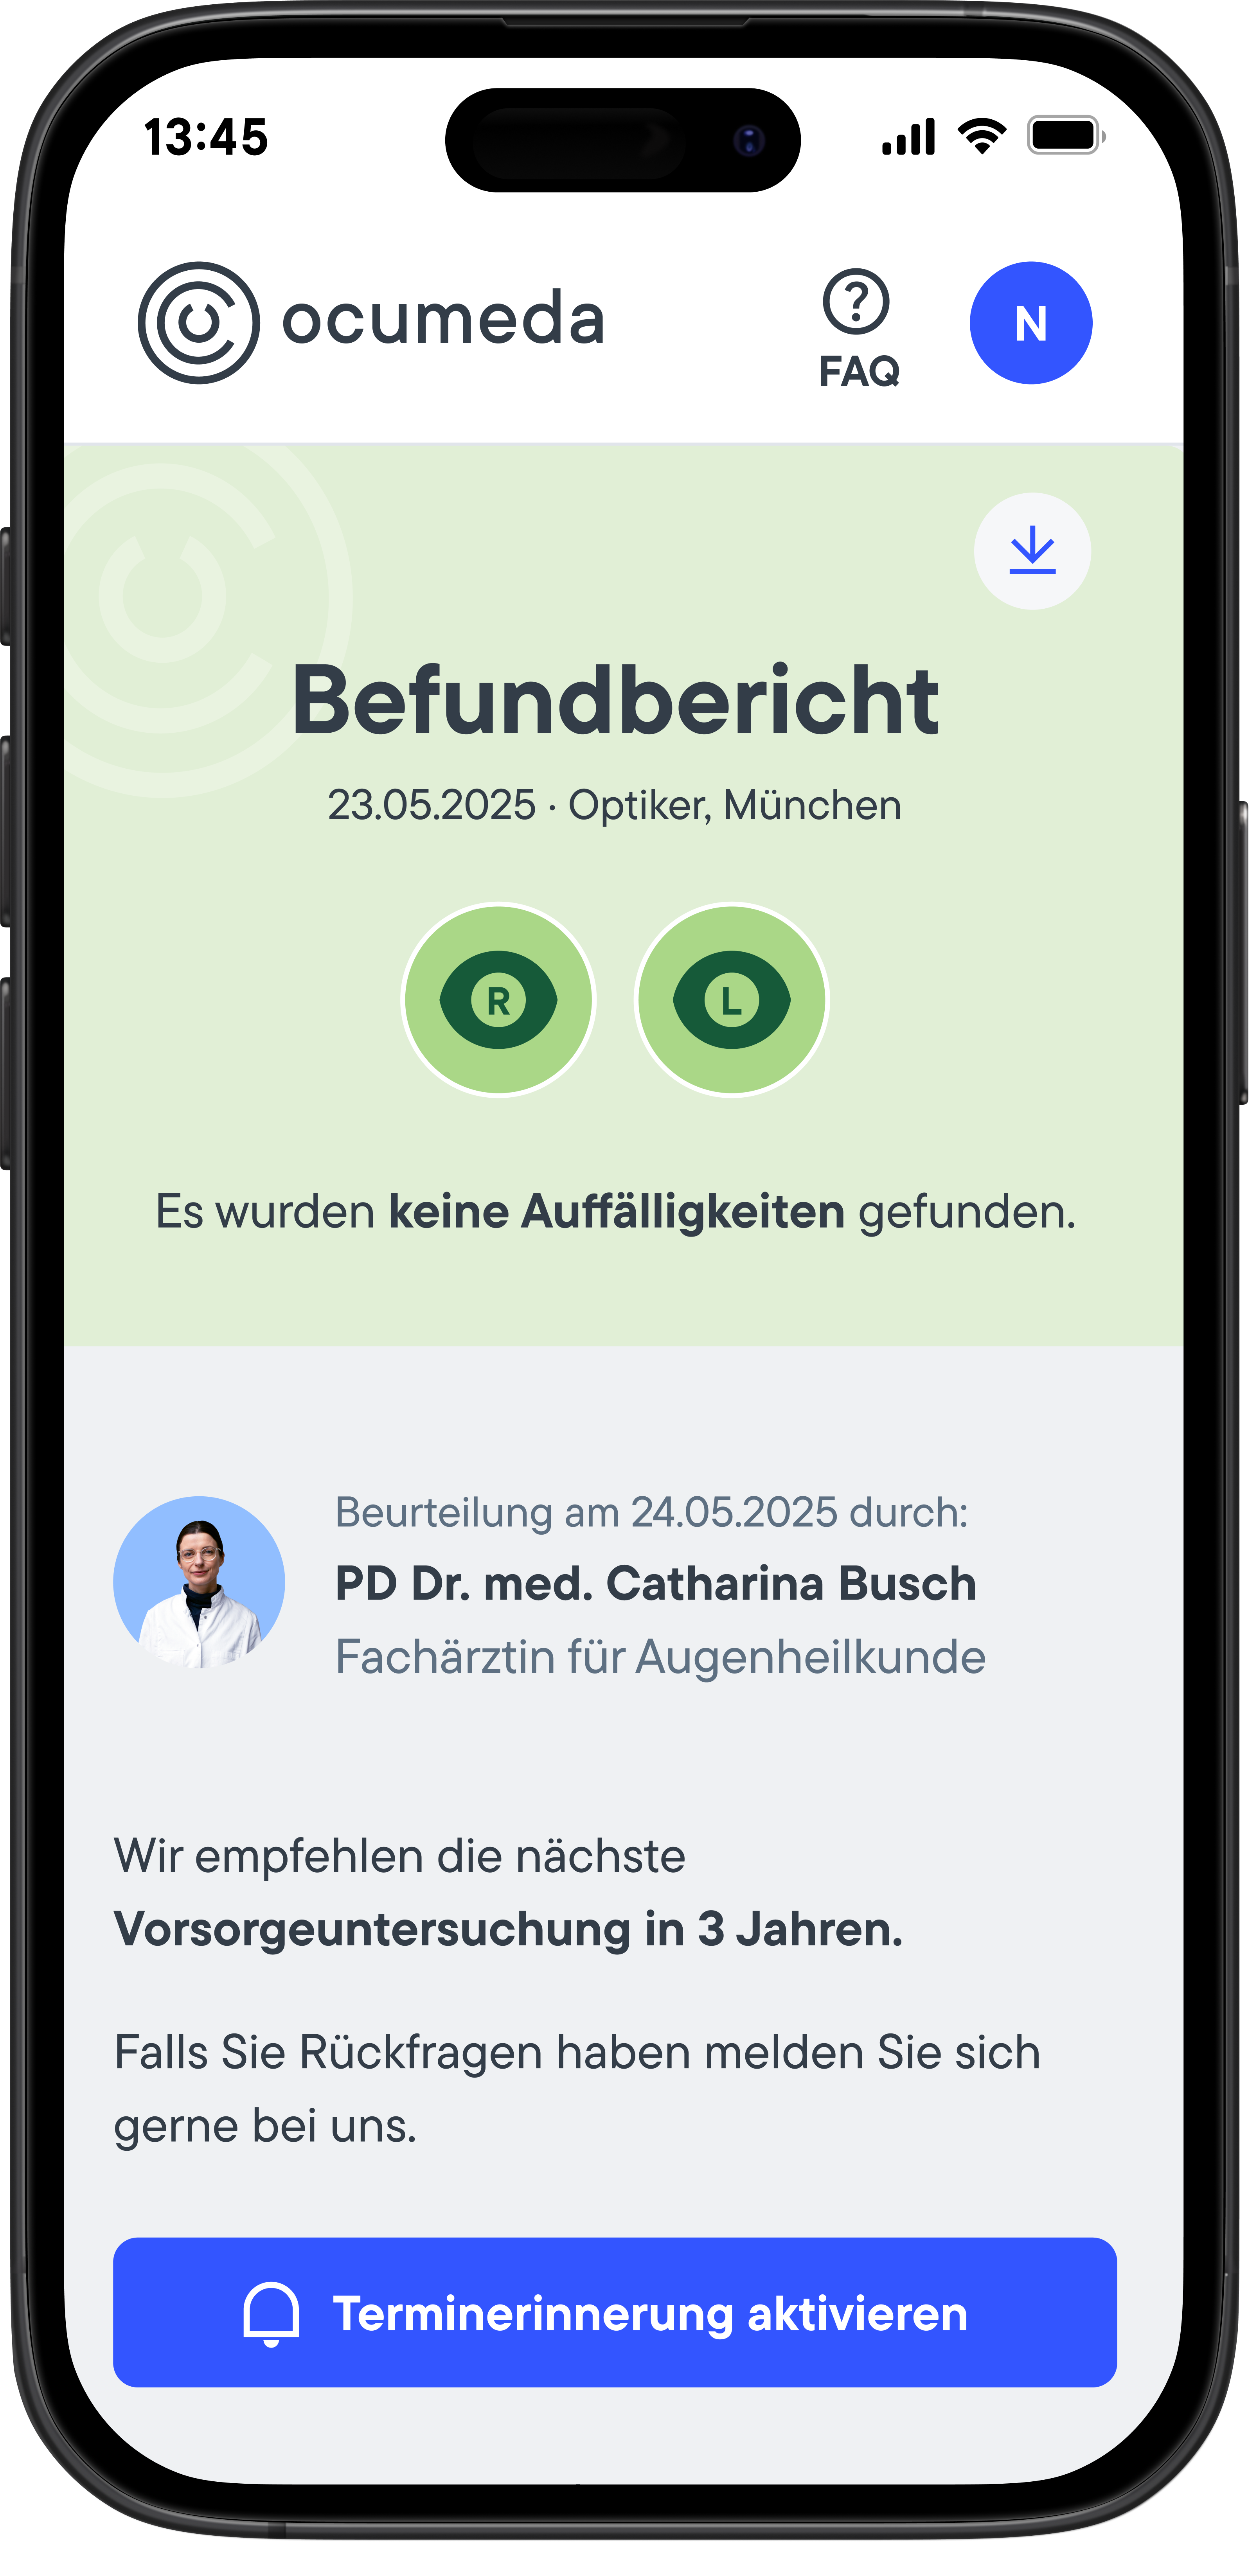 13:45
ocumeda
FAQ
N
Befundbericht
23.05.2025 · Optiker, München
R L
Es wurden keine Auffälligkeiten gefunden.
Beurteilung am 24.05.2025 durch:
PD Dr. med. Catharina Busch
Fachärztin für Augenheilkunde
Wir empfehlen die nächste
Vorsorgeuntersuchung in 3 Jahren.
Falls Sie Rückfragen haben melden Sie sich
gerne bei uns.
Terminerinnerung aktivieren